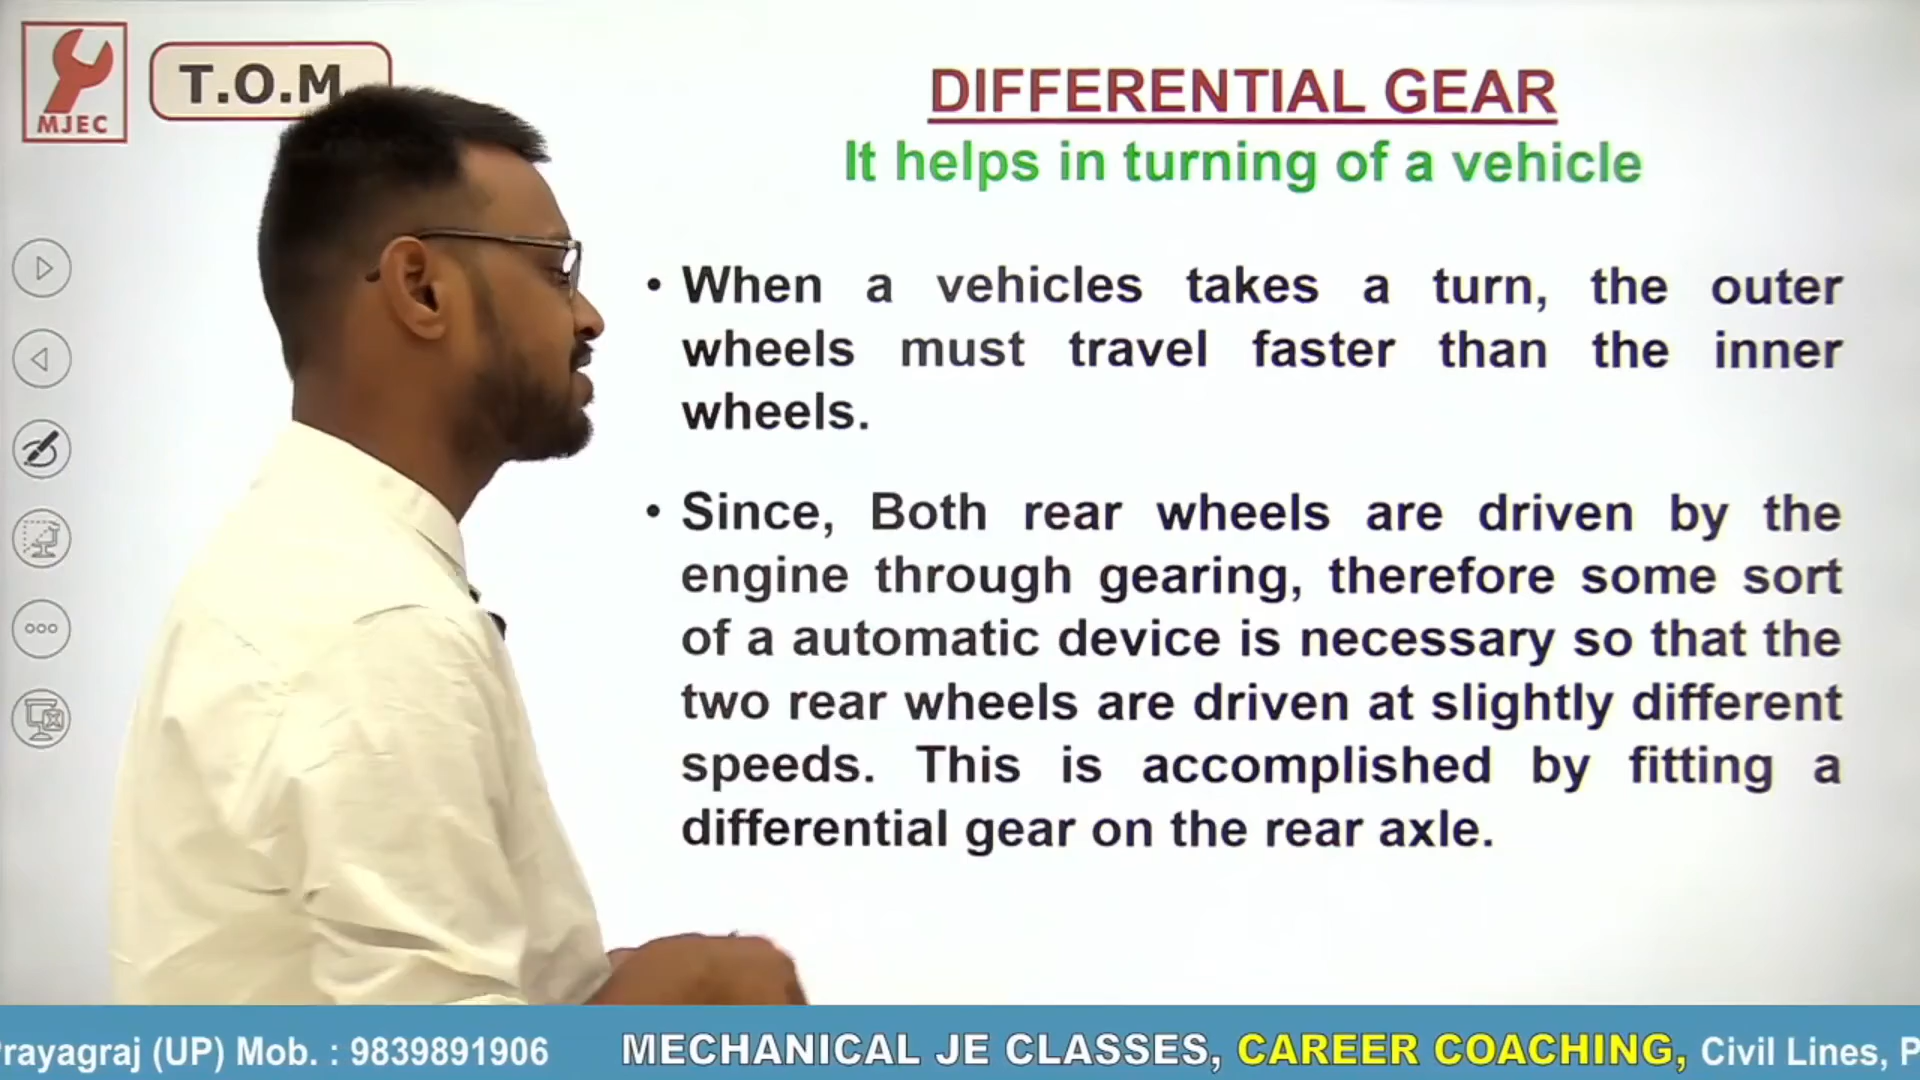 MJEC
T.O.M
DIFFERENTIAL GEAR
It helps in turning of a vehicle
• When a vehicles takes a turn, the outer
wheels must travel faster than the inner
wheels.
• Since, Both rear wheels are driven by the
engine through gearing, therefore some sort
of a automatic device is necessary so that the
two rear wheels are driven at slightly different
speeds. This is accomplished by fitting a
differential gear on the rear axle.
rayagraj (UP) Mob. : 9839891906 MECHANICAL JE CLASSES, CAREER COACHING, Civil Lines, P